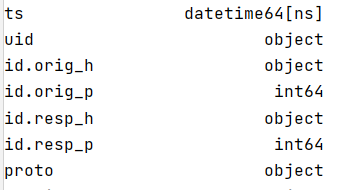 ts datetime64[ns]
uid object
id.orig_h object
id.orig_p int64
id.resp_h object
id.resp_p int64
proto object